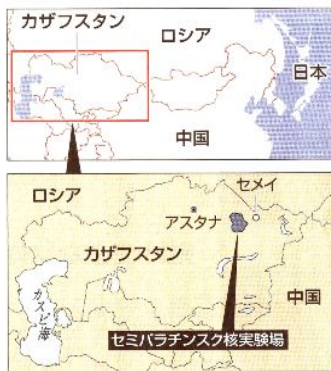 カザフスタン
ロシア
日本
中国
ロシア
セメイ
アスタナ
カザフスタン
カスピ海
中国
セミパラチンスク核実験場